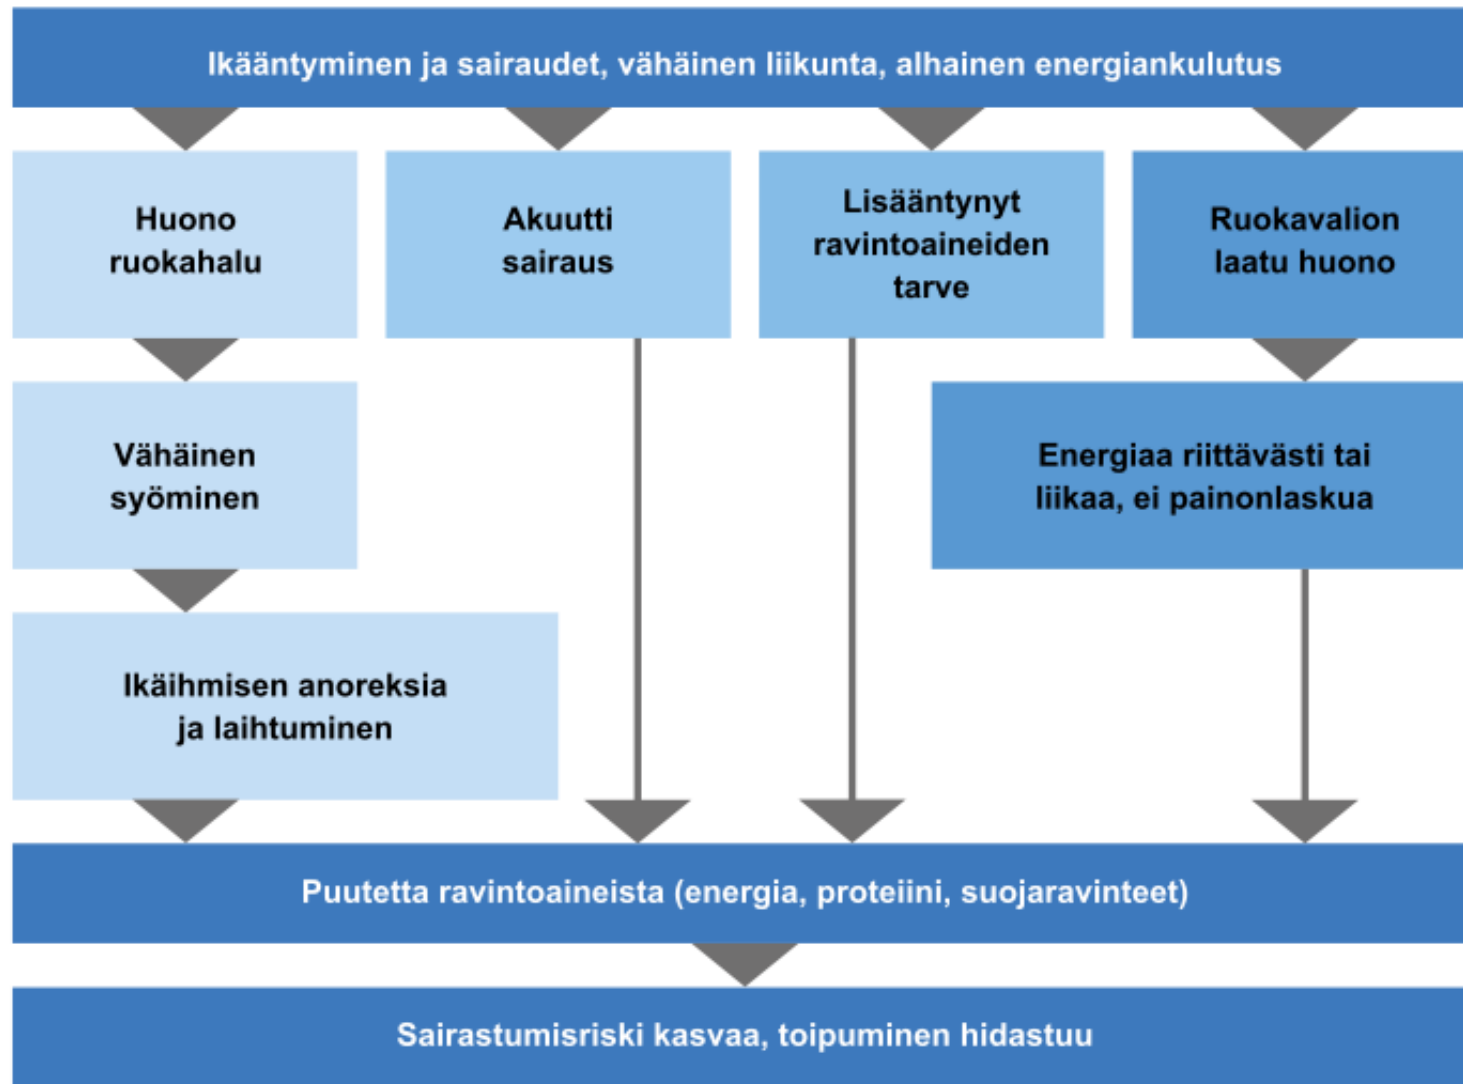 Ikääntyminen ja sairaudet, vähäinen liikunta, alhainen energiankulutus
Huono
ruokahalu
Akuutti
sairaus
Lisääntynyt
ravintoaineiden
tarve
Ruokavalion
laatu huono
Vähäinen
syöminen
Energiaa riittävästi tai
liikaa, ei painonlaskua
Ikäihmisen anoreksia
ja laihtuminen
Puutetta ravintoaineista (energia, proteiini, suojaravinteet)
Sairastumisriski kasvaa, toipuminen hidastuu